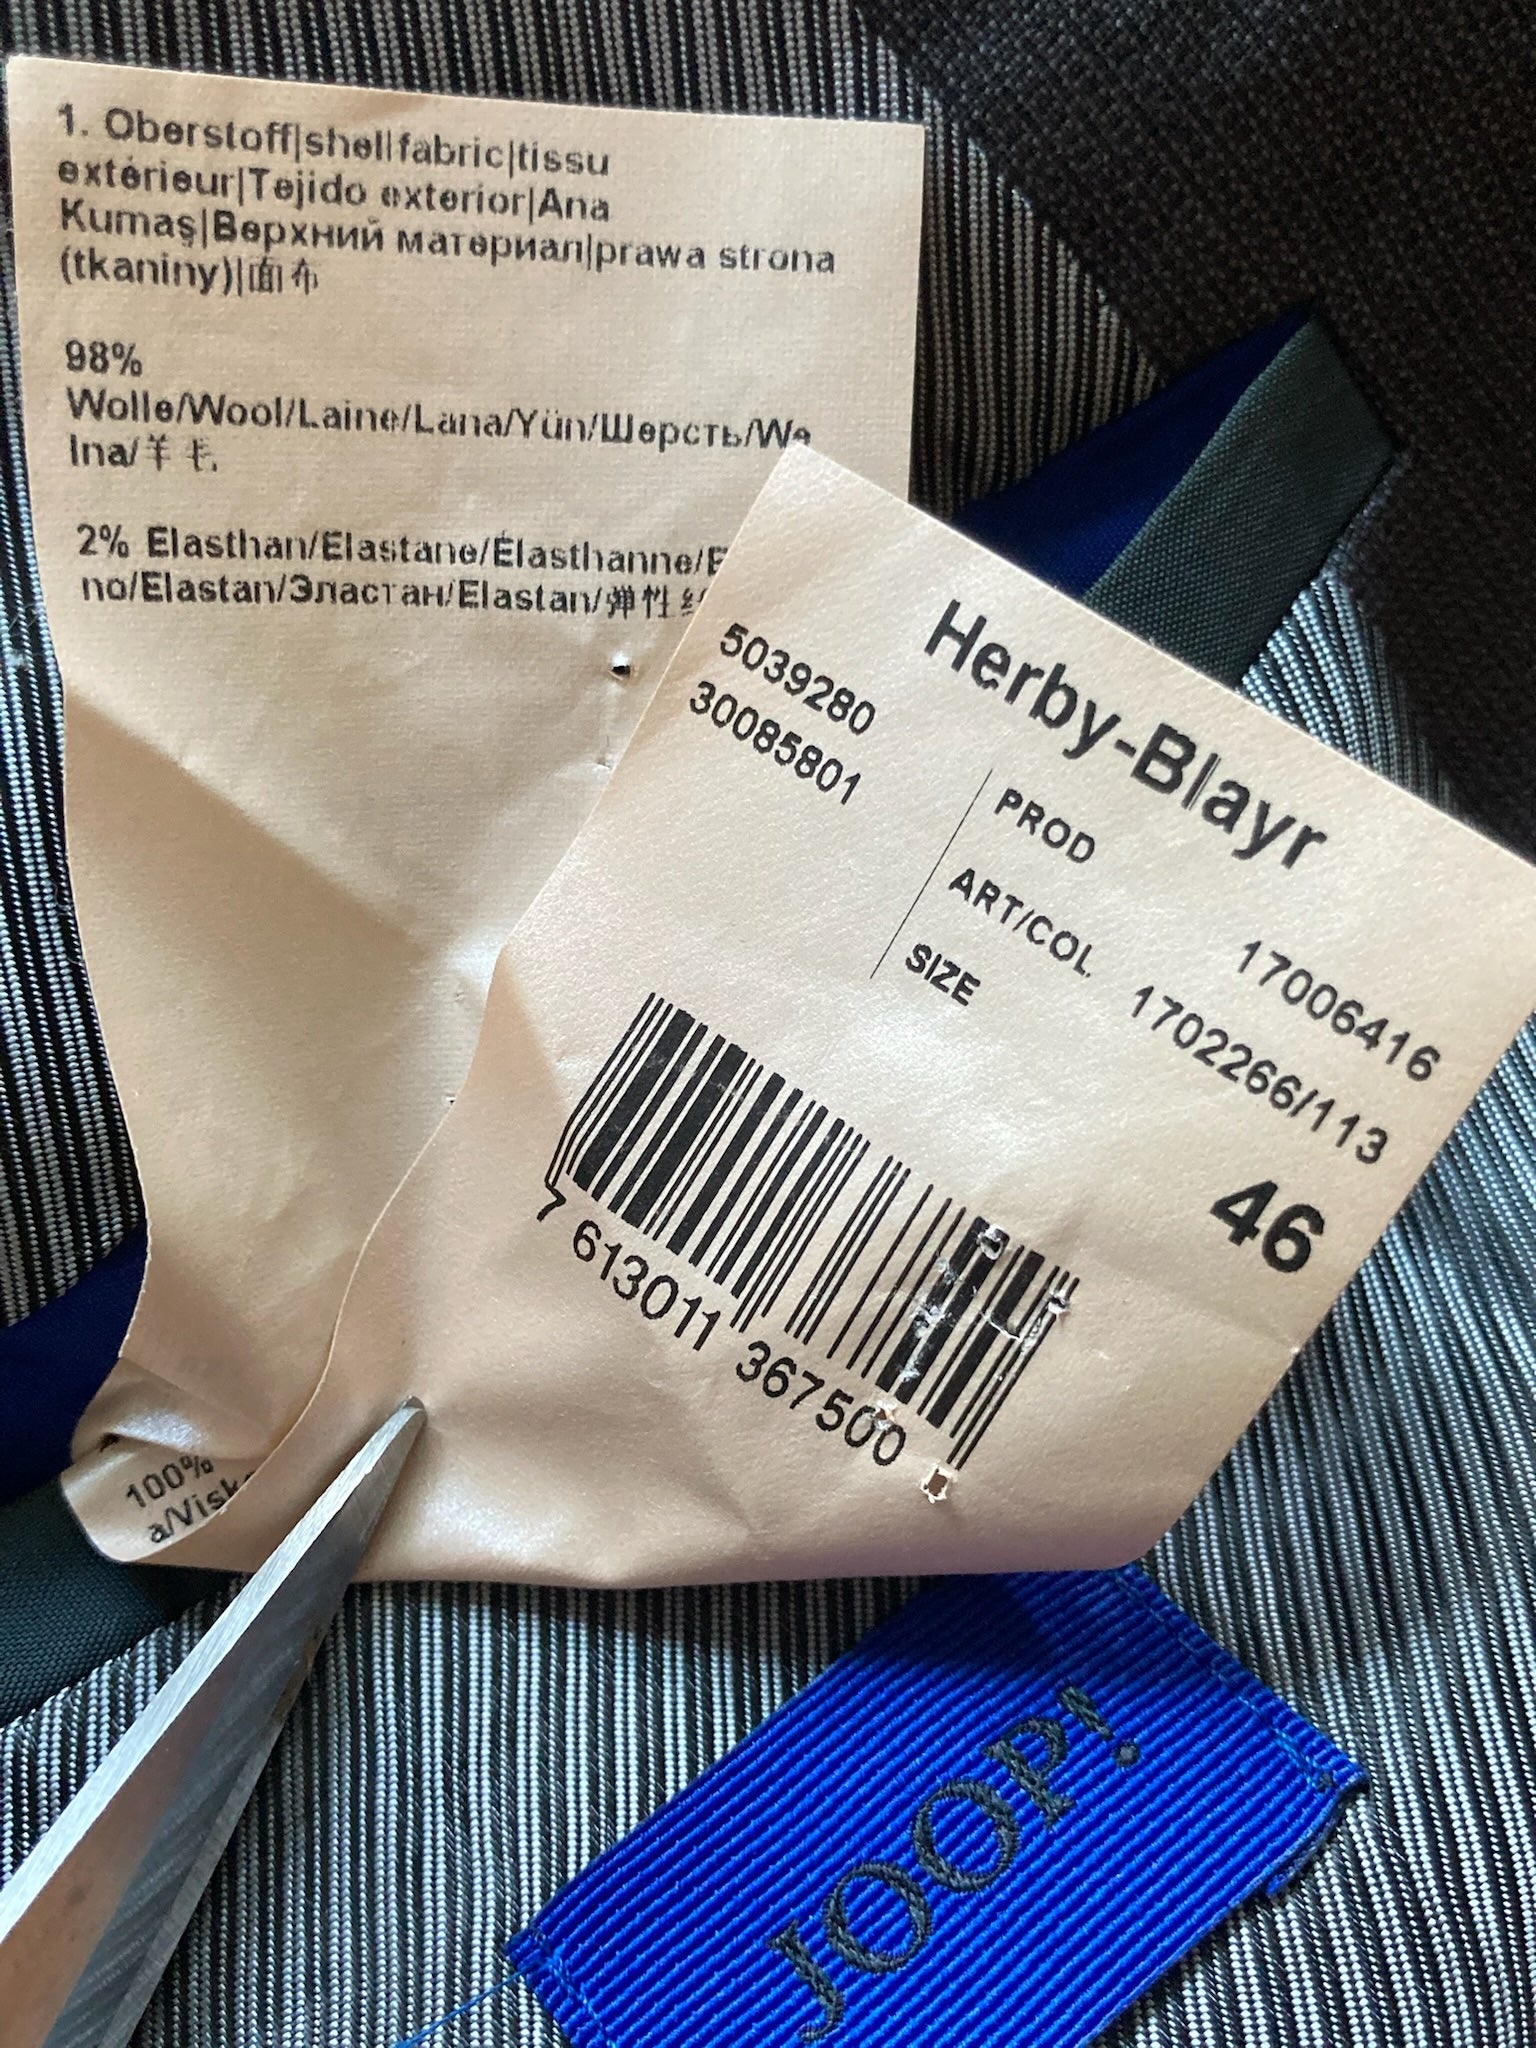 1. Oberstoff|shell fabric|tissu
extérieur|Tejido exterior|Ana
Kumaş|Верхний материал|prawa strona
(tkaniny)|面布
98%
Wolle/Wool/Laine/Lana/Yün/Шерсть/We
lna/羊毛
2% Elasthan/Elastane/Élasthanne/E
no/Elastan/Эластан/Elastan/弹性
100%
a/Visk
Herby-Blayr
5039280
30085801
PROD 17006416
ART/COL. 1702266/113
SIZE 46
7 613011 367500
JOOP!